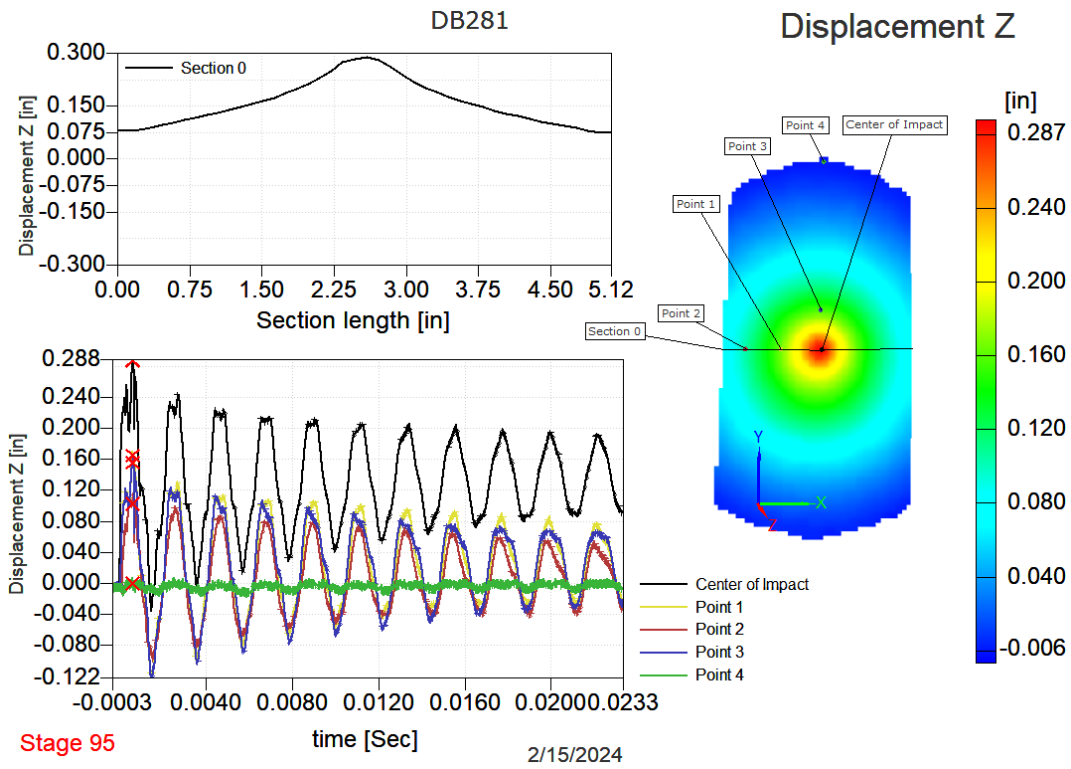 DB281
Displacement Z
0.300
0.150
0.075
0.000
-0.075
-0.150
-0.300
Displacement Z [in]
Section 0
0.00 0.75 1.50 2.25 3.00 3.75 4.50 5.12
Section length [in]
[in]
0.287
0.240
0.200
0.160
0.120
0.080
0.040
-0.006
Point 4
Center of Impact
Point 3
Point 1
Point 2
Section 0
Y
X
Z
0.288
0.240
0.200
0.160
0.120
0.080
0.040
0.000
-0.040
-0.080
-0.122
Displacement Z [in]
-0.0003 0.0040 0.0080 0.0120 0.0160 0.0200 0.0233
time [Sec]
Center of Impact
Point 1
Point 2
Point 3
Point 4
Stage 95
2/15/2024